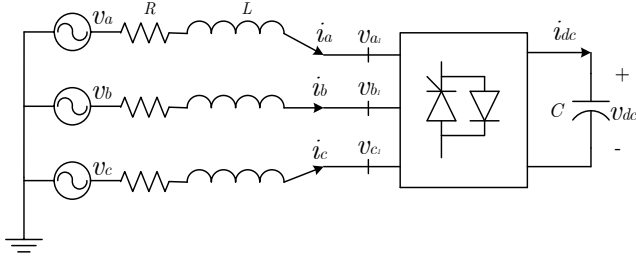 va R L ia va1 idc
vb ib vb1 C + vdc -
vc ic vc1